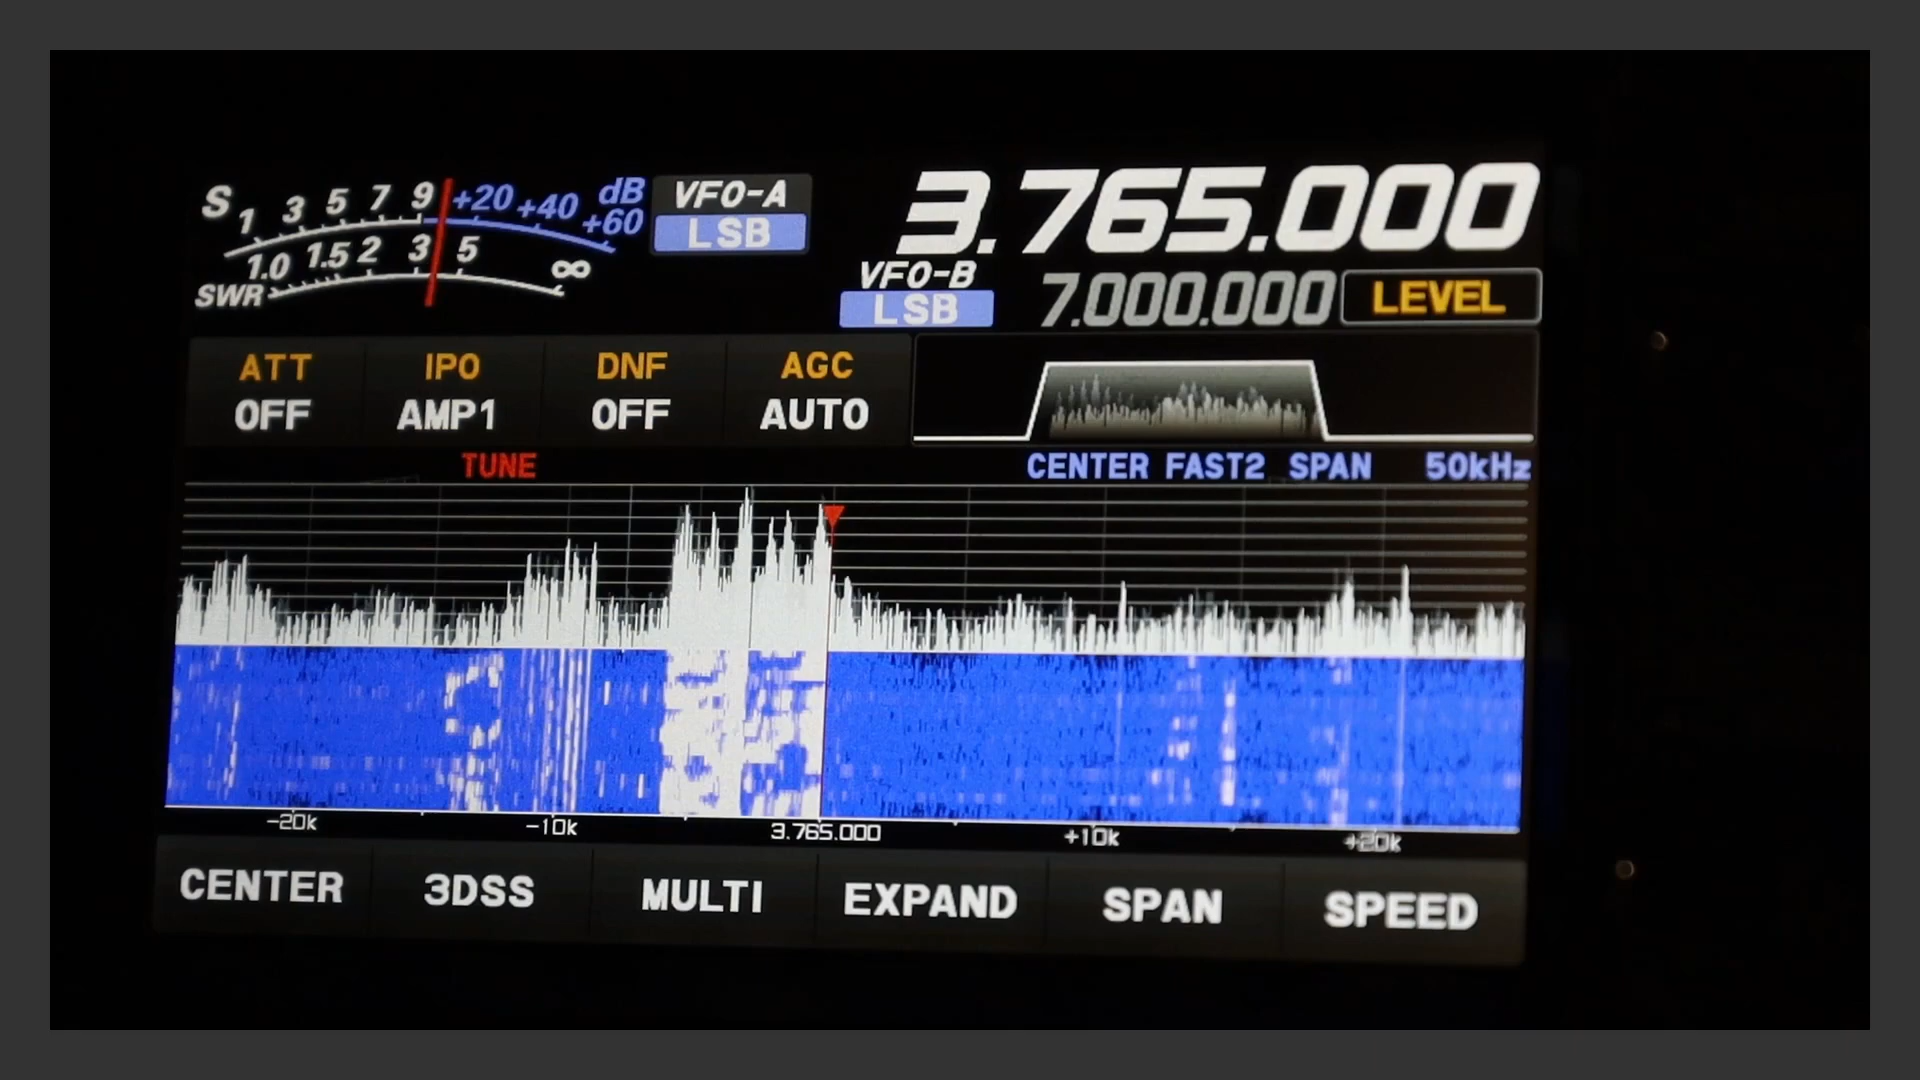 S 1 3 5 7 9 +20 +40 +60 dB
SWR 1.0 1.5 2 3 5 ∞
VFO-A
LSB
3.765.000
VFO-B
LSB
7.000.000
LEVEL
ATT IPO DNF AGC
OFF AMP1 OFF AUTO
TUNE
CENTER FAST2 SPAN 50kHz
-20k -10k 3.765.000 +10k +20k
CENTER 3DSS MULTI EXPAND SPAN SPEED